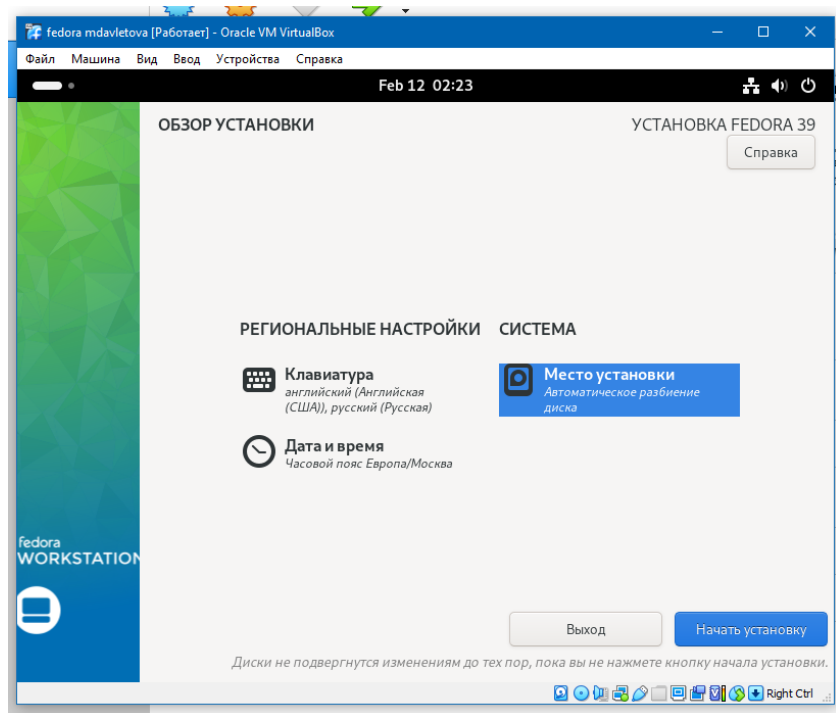 fedora mdavletova [Работает] - Oracle VM VirtualBox
Файл Машина Вид Ввод Устройства Справка
Feb 12 02:23
ОБЗОР УСТАНОВКИ
УСТАНОВКА FEDORA 39
Справка
РЕГИОНАЛЬНЫЕ НАСТРОЙКИ
Клавиатура
английский (Английская
(США)), русский (Русская)
Дата и время
Часовой пояс Европа/Москва
СИСТЕМА
Место установки
Автоматическое разбиение
диска
fedora
WORKSTATION
Выход
Начать установку
Диски не подвергнутся изменениям до тех пор, пока вы не нажмете кнопку начала установки.
Right Ctrl